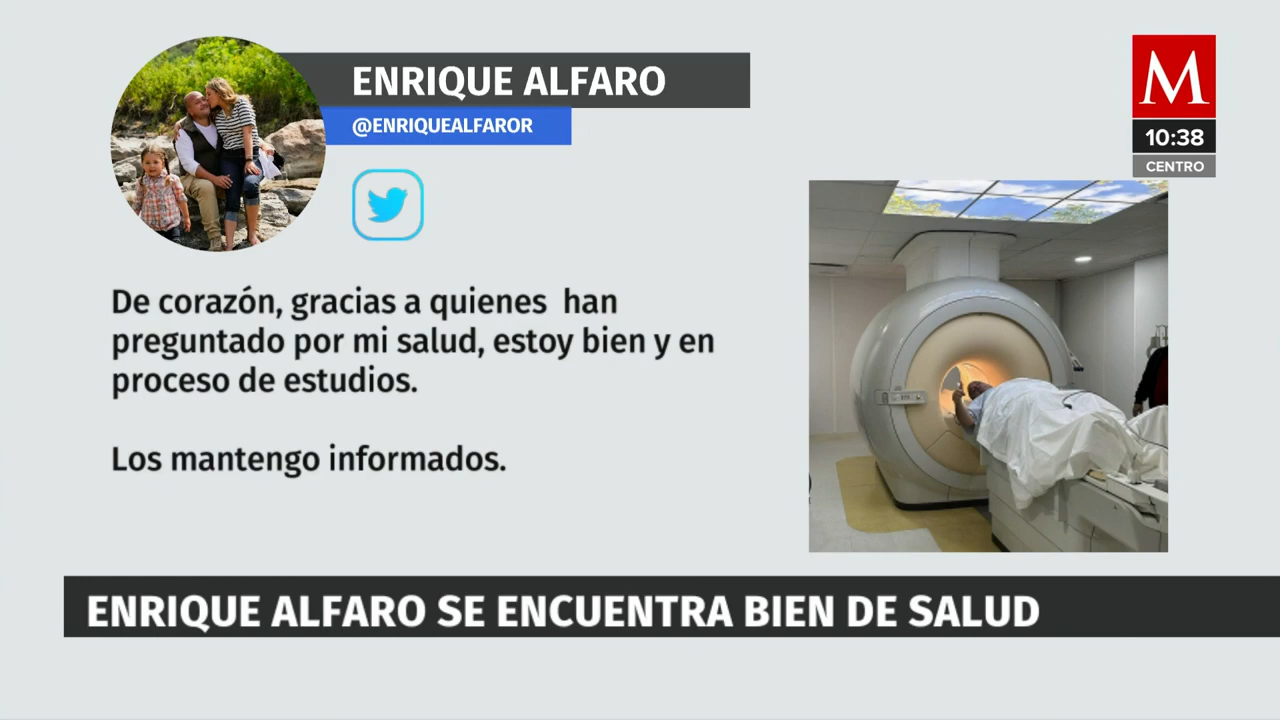 ENRIQUE ALFARO
@ENRIQUEALFAROR
M
10:38
CENTRO
De corazón, gracias a quienes han
preguntado por mi salud, estoy bien y en
proceso de estudios.
Los mantengo informados.
ENRIQUE ALFARO SE ENCUENTRA BIEN DE SALUD